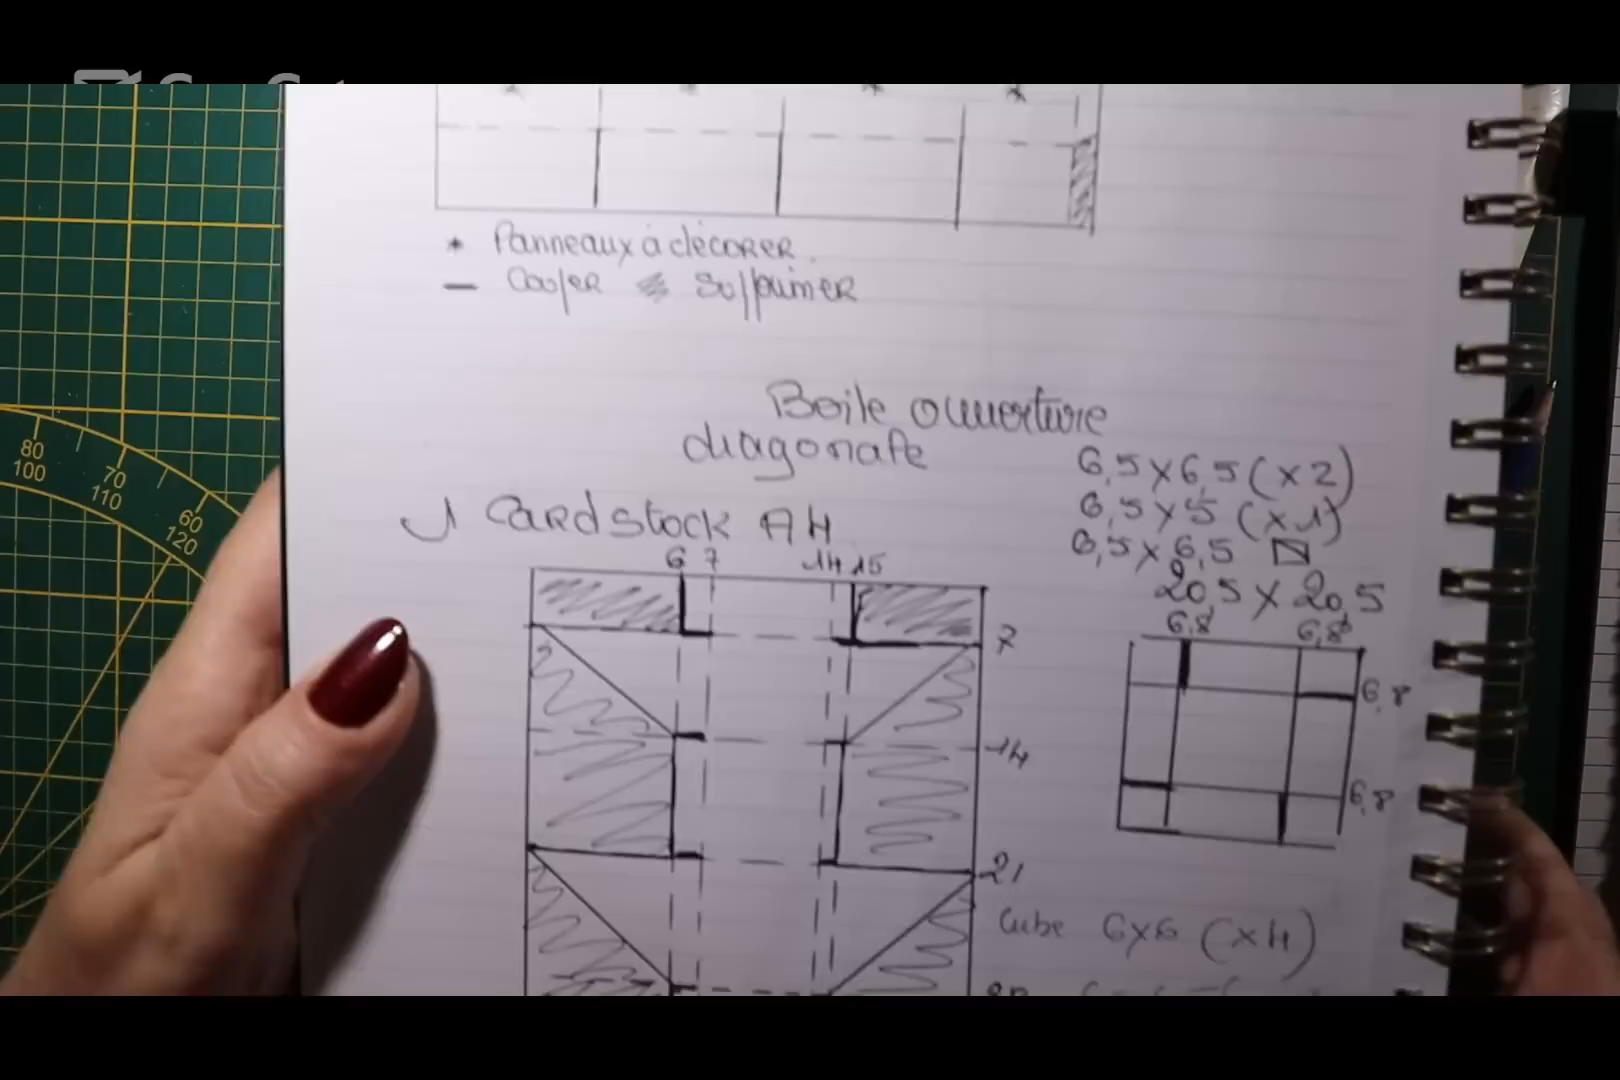 * Panneaux à décorer.
— Couper Supprimer
Boite ouverture
diagonale
1 Cardstock A4
6 7 14 15
7
14
21
6,5 x 6,5 (x2)
6,5 x 5 (x1)
6,5 x 6,5
20,5 x 20,5
6,8 6,8
6,8
6,8
Cube 6x6 (x4)
80
100
70
110
60
120